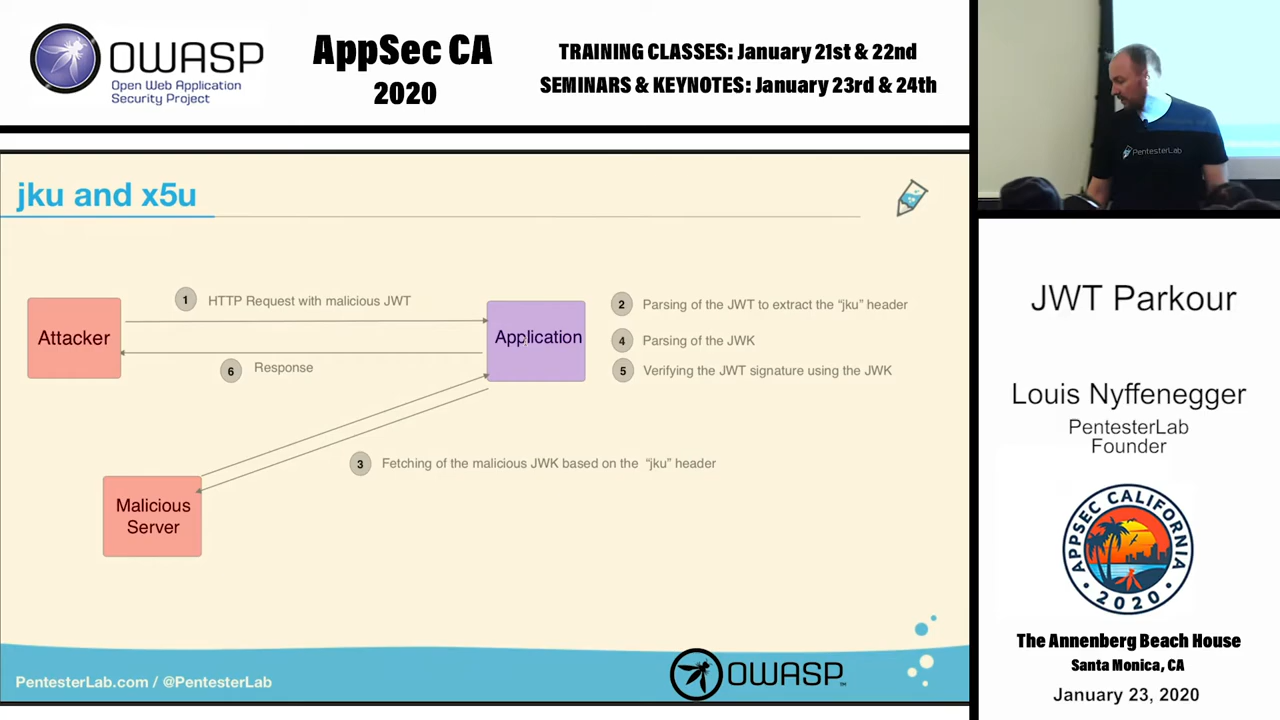 OWASP
Open Web Application
Security Project
AppSec CA
2020
TRAINING CLASSES: January 21st & 22nd
SEMINARS & KEYNOTES: January 23rd & 24th
PentesterLab
jku and x5u
1 HTTP Request with malicious JWT
Attacker
Application
2 Parsing of the JWT to extract the “jku” header
4 Parsing of the JWK
5 Verifying the JWT signature using the JWK
6 Response
3 Fetching of the malicious JWK based on the “jku” header
Malicious
Server
PentesterLab.com / @PentesterLab
OWASP
TM
JWT Parkour
Louis Nyffenegger
PentesterLab
Founder
APPSEC CALIFORNIA
2020
The Annenberg Beach House
Santa Monica, CA
January 23, 2020